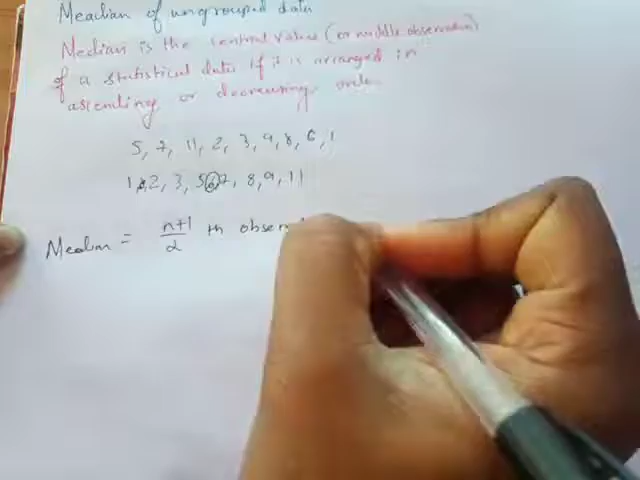 Meadian of ungrouped data
Median is the central value (or middle observation)
of a statistical data if it is arranged in
ascending or decreasing order
5, 7, 11, 2, 3, 9, 8, 6, 1
1, 2, 3, 5 6 7, 8, 9, 11
Median = n+1/2 th obser